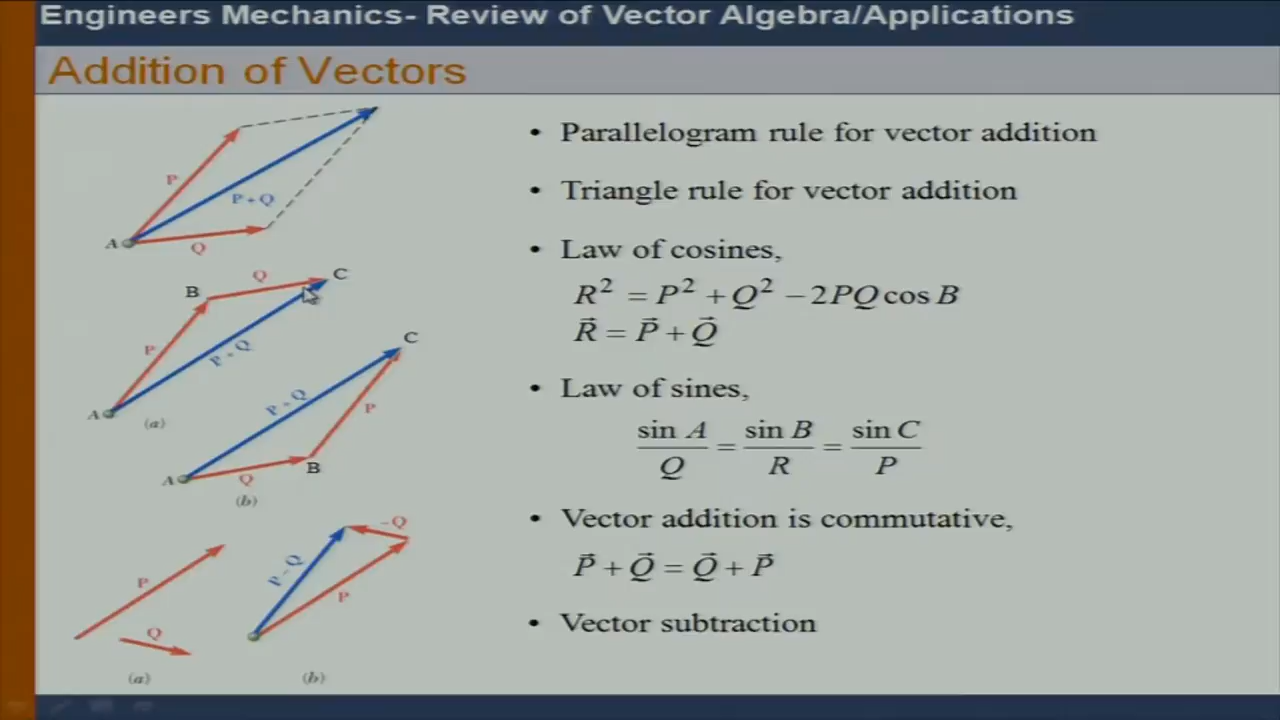 Engineers Mechanics- Review of Vector Algebra/Applications
Addition of Vectors
P
P + Q
A
Q
B
Q
C
P
P + Q
A
(a)
C
P + Q
P
A
Q
B
(b)
P
Q
(a)
– Q
P – Q
P
(b)
• Parallelogram rule for vector addition
• Triangle rule for vector addition
• Law of cosines,
R² = P² + Q² − 2PQ cos B
R⃗ = P⃗ + Q⃗
• Law of sines,
sin A / Q = sin B / R = sin C / P
• Vector addition is commutative,
P⃗ + Q⃗ = Q⃗ + P⃗
• Vector subtraction